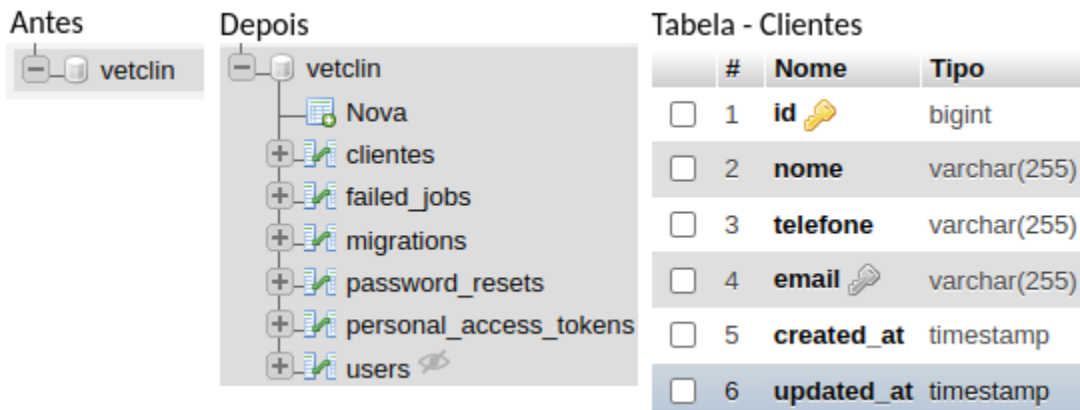 Antes
vetclin
Depois
vetclin
Nova
clientes
failed_jobs
migrations
password_resets
personal_access_tokens
users
Tabela - Clientes
# Nome Tipo
1 id bigint
2 nome varchar(255)
3 telefone varchar(255)
4 email varchar(255)
5 created_at timestamp
6 updated_at timestamp